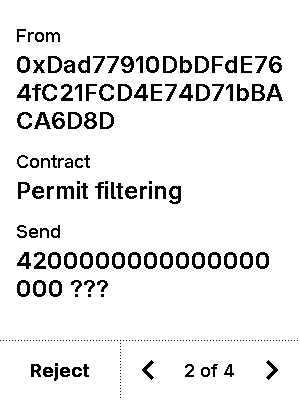 From
0xDad77910DbDFdE76
4fC21FCD4E74D71bBA
CA6D8D
Contract
Permit filtering
Send
4200000000000000
000 ???
Reject
2 of 4